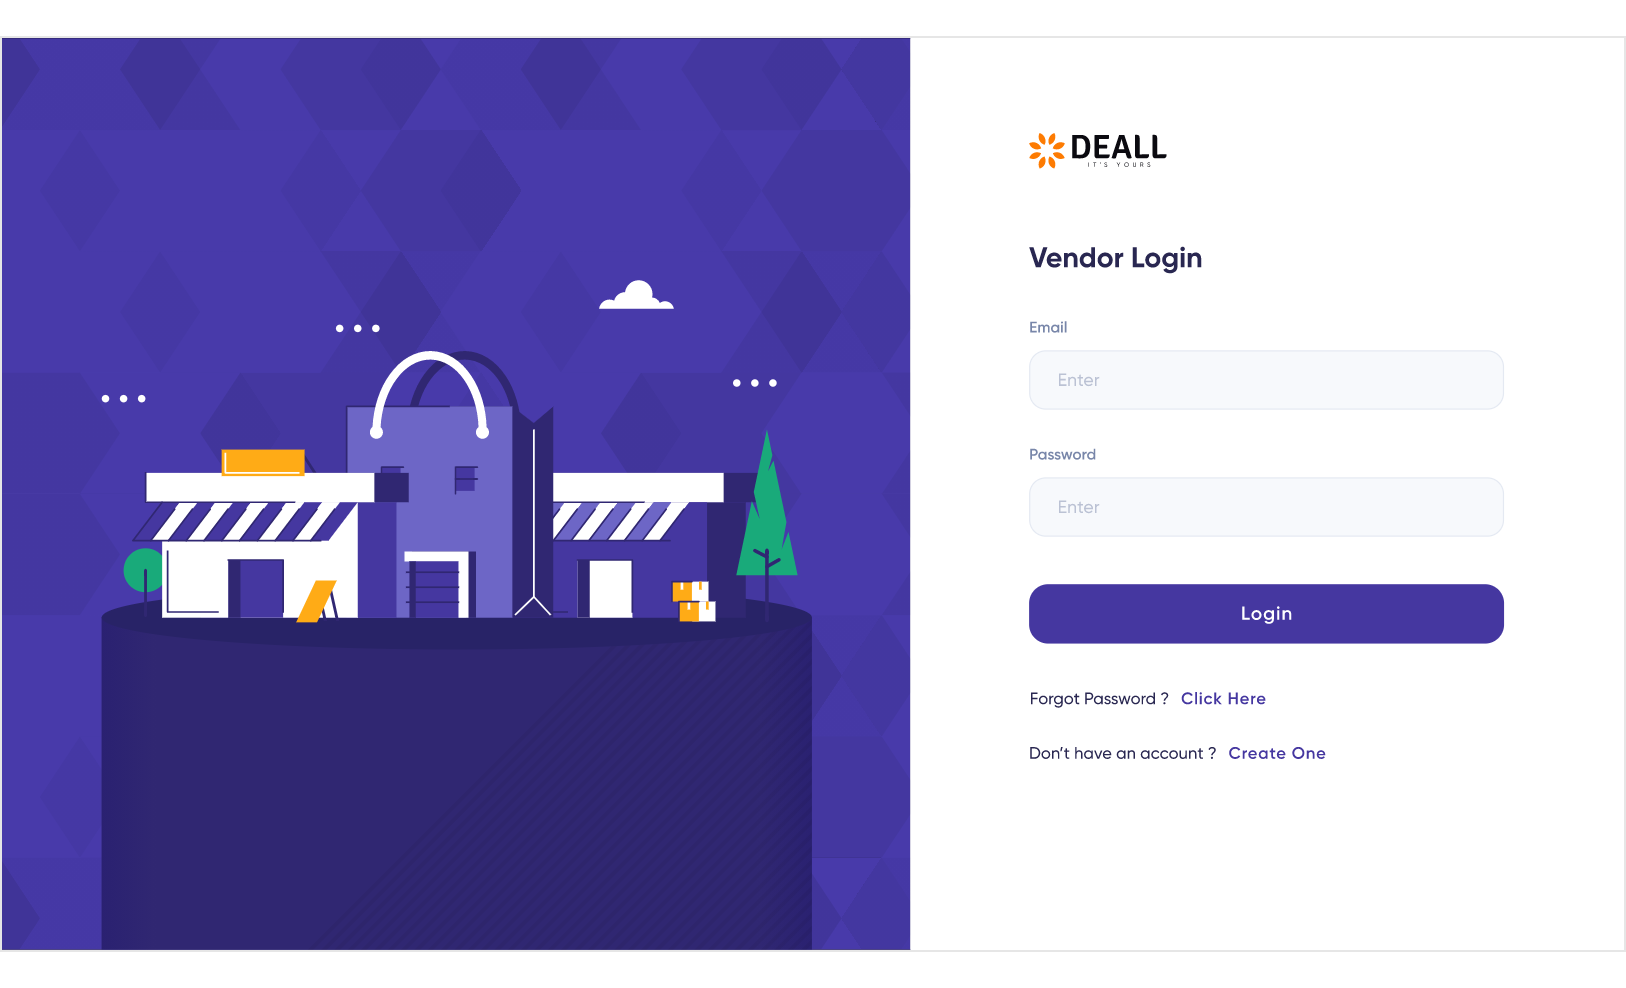 DEALL
IT'S YOURS
Vendor Login
Email
Enter
Password
Enter
Login
Forgot Password ? Click Here
Don't have an account ? Create One